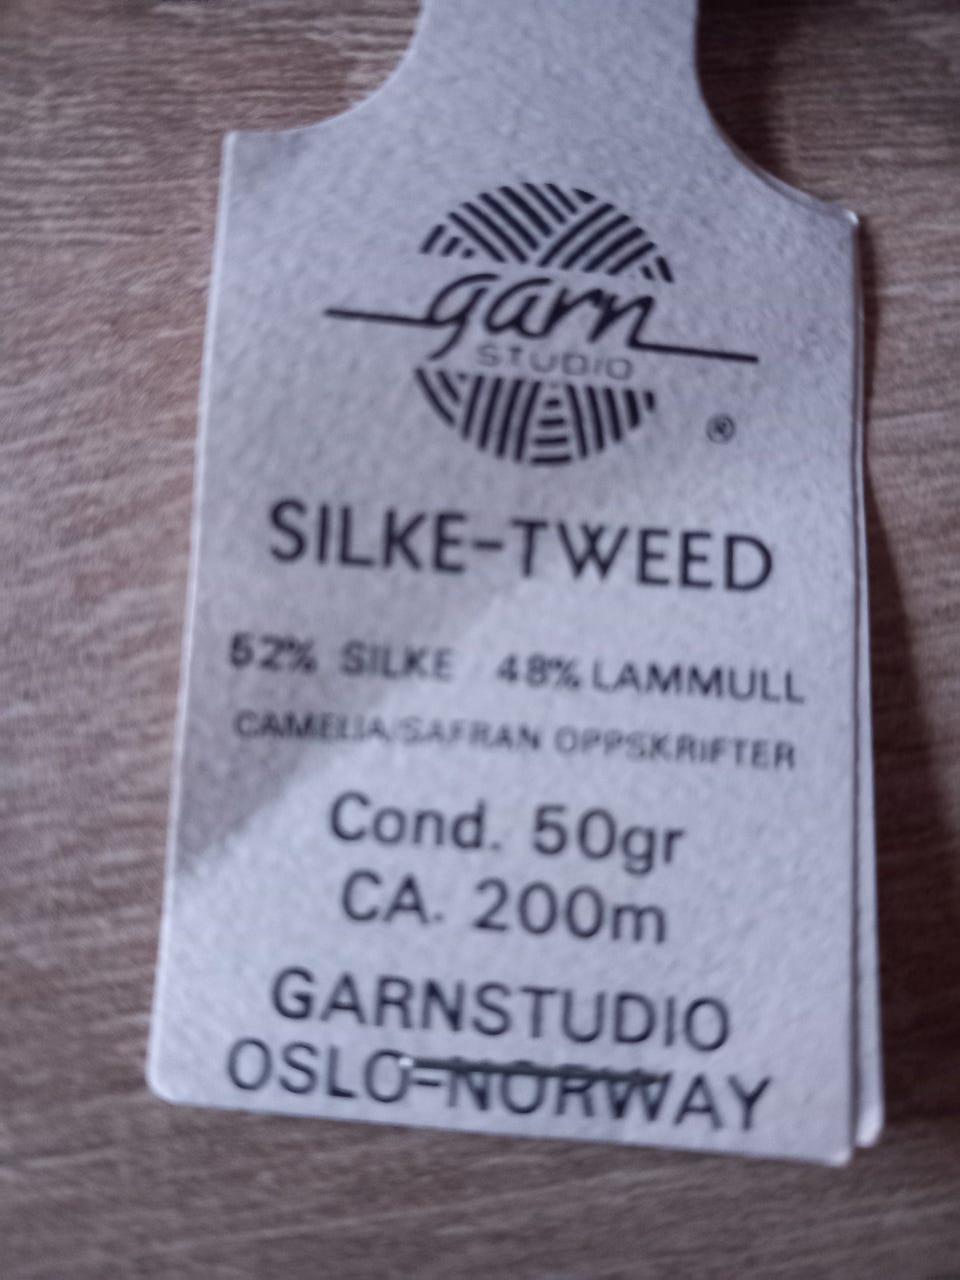 garn
STUDIO
®
SILKE-TWEED
52% SILKE 48% LAMMULL
CAMELIA/SAFRAN OPPSKRIFTER
Cond. 50gr
CA. 200m
GARNSTUDIO
OSLO-NORWAY